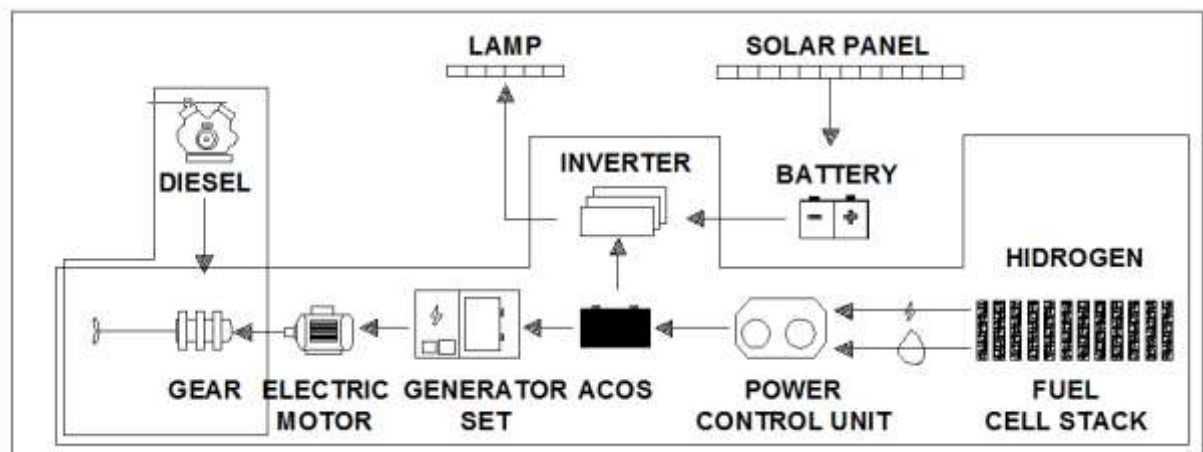 LAMP
SOLAR PANEL
DIESEL
INVERTER
BATTERY
HIDROGEN
GEAR
ELECTRIC
MOTOR
GENERATOR
SET
ACOS
POWER
CONTROL UNIT
FUEL
CELL STACK